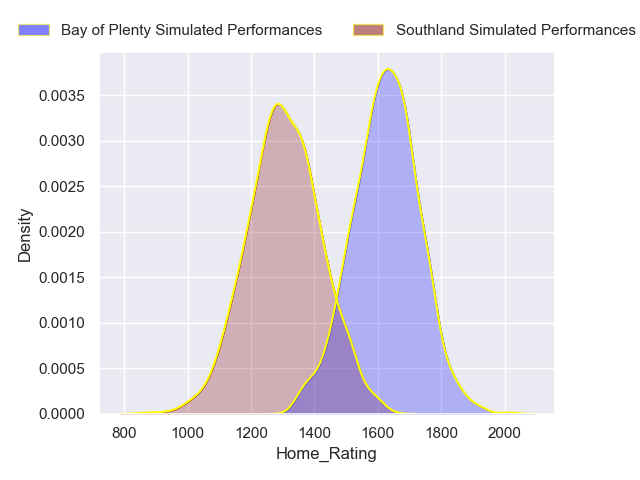 Bay of Plenty Simulated Performances Southland Simulated Performances
0.0035
0.0030
0.0025
0.0020
0.0015
0.0010
0.0005
0.0000
Density
800 1000 1200 1400 1600 1800 2000
Home_Rating